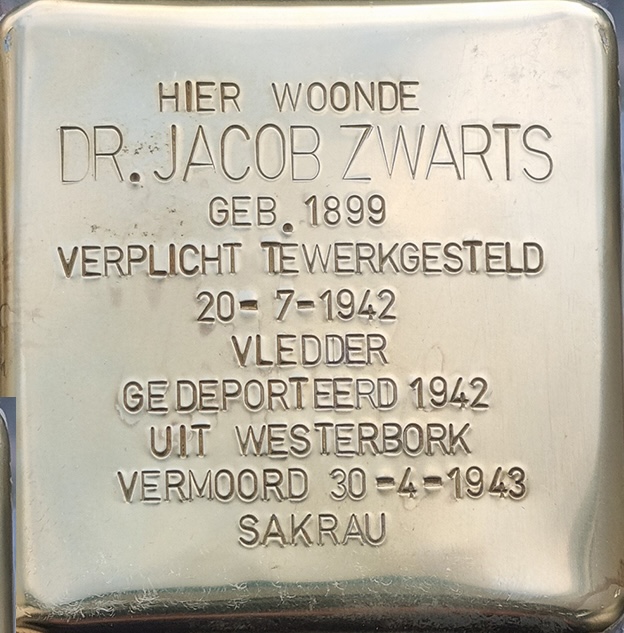 HIER WOONDE
DR. JACOB ZWARTS
GEB. 1899
VERPLICHT TEWERKGESTELD
20- 7-1942
VLEDDER
GEDEPORTEERD 1942
UIT WESTERBORK
VERMOORD 30-4-1943
SAKRAU